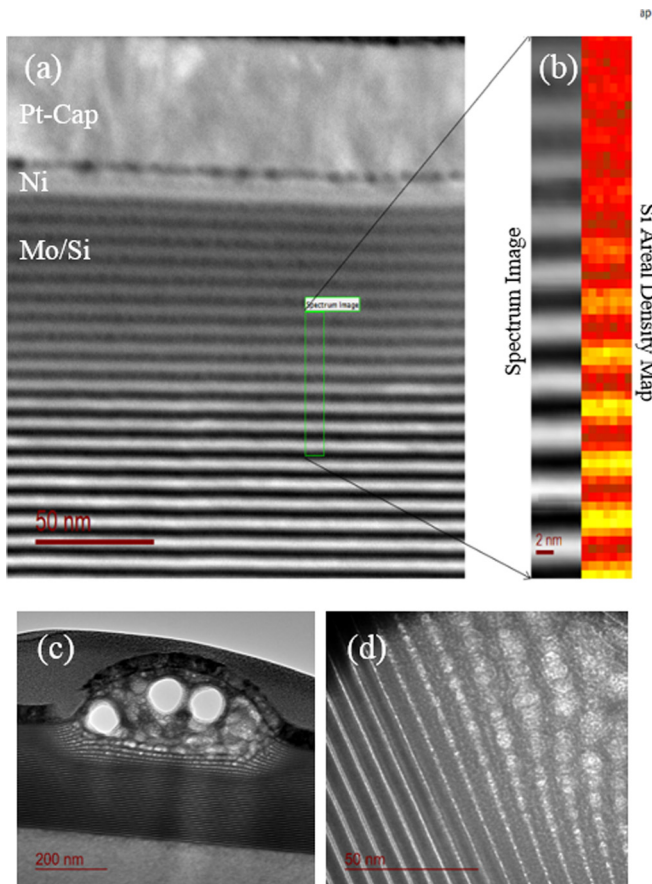 ap
(a)
Pt-Cap
Ni
Mo/Si
Spectrum Image
50 nm
(b)
Spectrum Image
2 nm
Si Areal Density Map
(c)
200 nm
(d)
50 nm